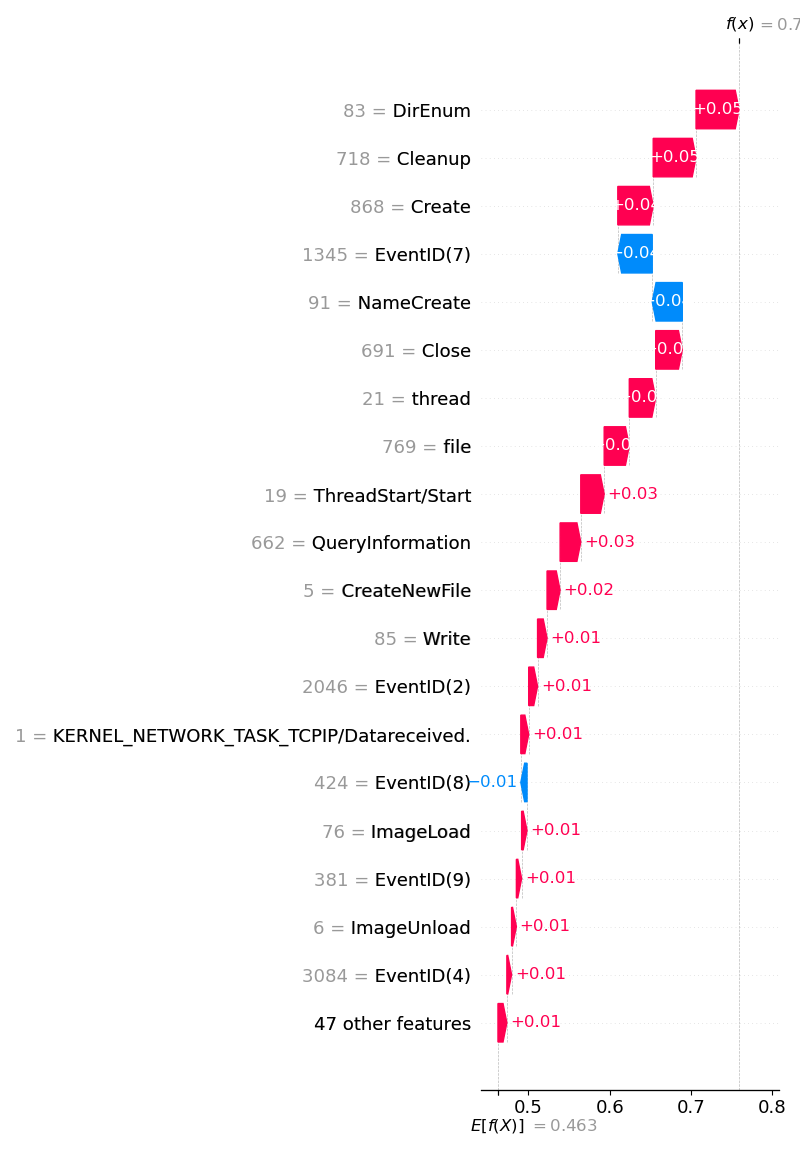 f(x) = 0.7
83 = DirEnum +0.05
718 = Cleanup +0.05
868 = Create +0.04
1345 = EventID(7) −0.04
91 = NameCreate
691 = Close
21 = thread
769 = file
19 = ThreadStart/Start +0.03
662 = QueryInformation +0.03
5 = CreateNewFile +0.02
85 = Write +0.01
2046 = EventID(2) +0.01
1 = KERNEL_NETWORK_TASK_TCPIP/Datareceived. +0.01
424 = EventID(8) −0.01
76 = ImageLoad +0.01
381 = EventID(9) +0.01
6 = ImageUnload +0.01
3084 = EventID(4) +0.01
47 other features +0.01
0.5 0.6 0.7 0.8
E[f(X)] = 0.463